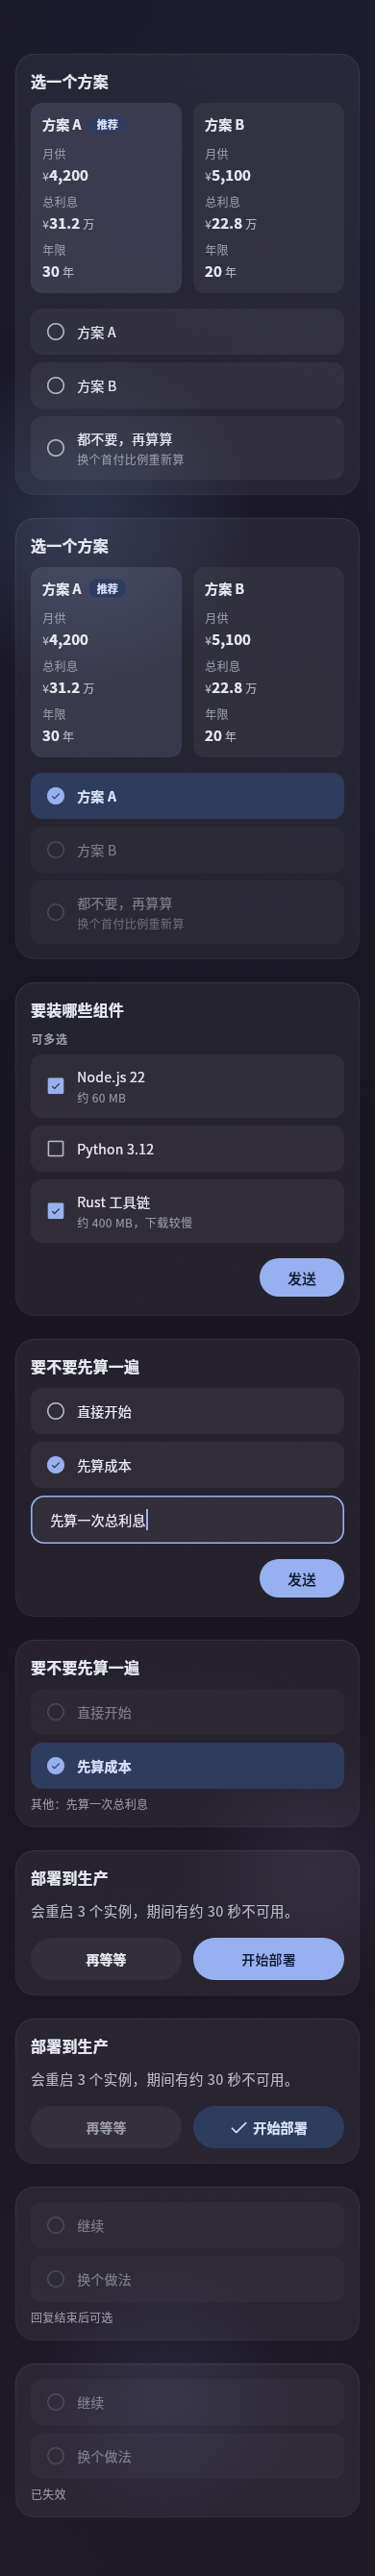 选一个方案
方案 A 推荐
月供
¥4,200
总利息
¥31.2 万
年限
30 年
方案 B
月供
¥5,100
总利息
¥22.8 万
年限
20 年
方案 A
方案 B
都不要，再算算
换个首付比例重新算
选一个方案
方案 A 推荐
月供
¥4,200
总利息
¥31.2 万
年限
30 年
方案 B
月供
¥5,100
总利息
¥22.8 万
年限
20 年
方案 A
方案 B
都不要，再算算
换个首付比例重新算
要装哪些组件
可多选
Node.js 22
约 60 MB
Python 3.12
Rust 工具链
约 400 MB，下载较慢
发送
要不要先算一遍
直接开始
先算成本
先算一次总利息
发送
要不要先算一遍
直接开始
先算成本
其他：先算一次总利息
部署到生产
会重启 3 个实例，期间有约 30 秒不可用。
再等等 开始部署
部署到生产
会重启 3 个实例，期间有约 30 秒不可用。
再等等 开始部署
继续
换个做法
回复结束后可选
继续
换个做法
已失效